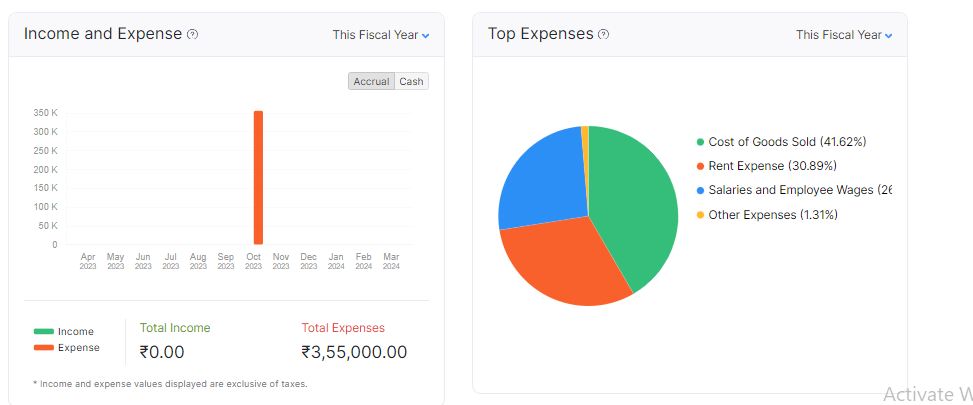 Income and Expense
This Fiscal Year
Accrual Cash
350 K
300 K
250 K
200 K
150 K
100 K
50 K
0
Apr May Jun Jul Aug Sep Oct Nov Dec Jan Feb Mar
2023 2023 2023 2023 2023 2023 2023 2023 2023 2024 2024 2024
Income
Expense
Total Income
₹0.00
Total Expenses
₹3,55,000.00
* Income and expense values displayed are exclusive of taxes.
Top Expenses
This Fiscal Year
Cost of Goods Sold (41.62%)
Rent Expense (30.89%)
Salaries and Employee Wages (26
Other Expenses (1.31%)
Activate W